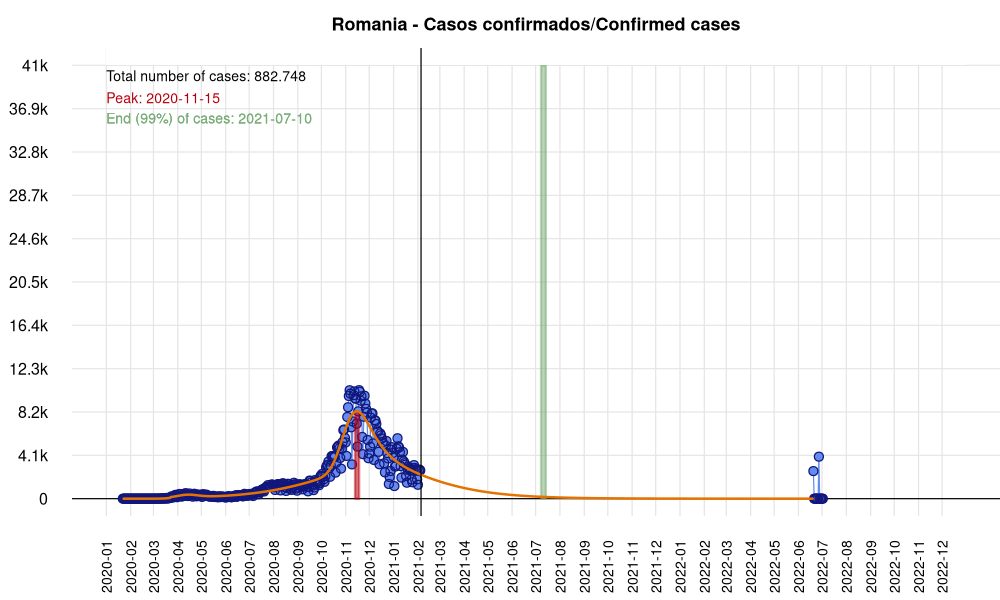 Romania - Casos confirmados/Confirmed cases
Total number of cases: 882.748
Peak: 2020-11-15
End (99%) of cases: 2021-07-10
41k
36.9k
32.8k
28.7k
24.6k
20.5k
16.4k
12.3k
8.2k
4.1k
0
2020-01
2020-02
2020-03
2020-04
2020-05
2020-06
2020-07
2020-08
2020-09
2020-10
2020-11
2020-12
2021-01
2021-02
2021-03
2021-04
2021-05
2021-06
2021-07
2021-08
2021-09
2021-10
2021-11
2021-12
2022-01
2022-02
2022-03
2022-04
2022-05
2022-06
2022-07
2022-08
2022-09
2022-10
2022-11
2022-12